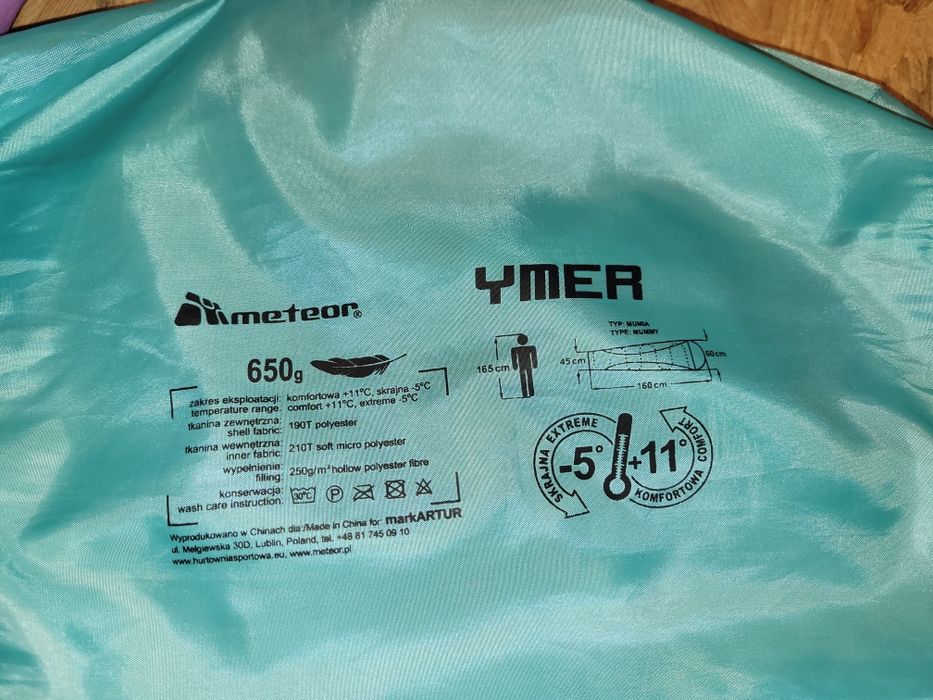 YMER
meteor®
TYP: MUMIA
TYPE: MUMMY
165 cm
45 cm
60 cm
160 cm
650g
zakres eksploatacji: komfortowa +11°C, skrajna -5°C
temperature range: comfort +11°C, extreme -5°C
tkanina zewnętrzna:
shell fabric: 190T polyester
tkanina wewnętrzna:
inner fabric: 210T soft micro polyester
wypełnienie:
filling: 250g/m² hollow polyester fibre
konserwacja:
wash care instruction: 30°C P
Wyprodukowano w Chinach dla:/Made in China for: markARTUR
ul. Mełgiewska 30D, Lublin, Poland, tel. +48 81 745 09 10
www.hurtowniasportowa.eu, www.meteor.pl
SKRAJNA EXTREME
-5°
+11°
KOMFORTOWA COMFORT